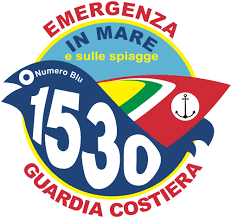 EMERGENZA
IN MARE
e sulle spiagge
Numero Blu
1530
GUARDIA COSTIERA